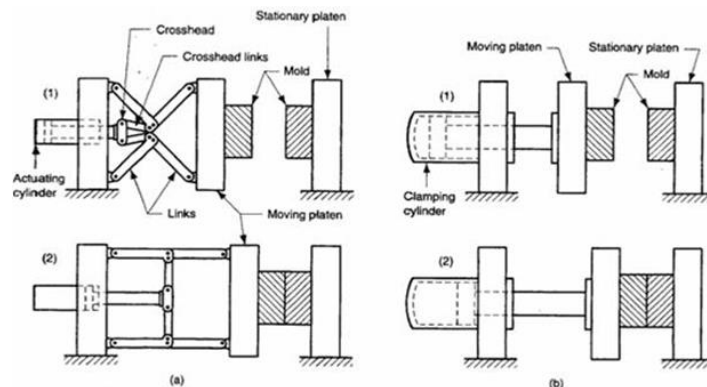 Stationary platen
Crosshead
Crosshead links
Mold
(1)
Actuating
cylinder
Links
Moving platen
(2)
(a)
Moving platen
Stationary platen
Mold
(1)
Clamping
cylinder
(2)
(b)